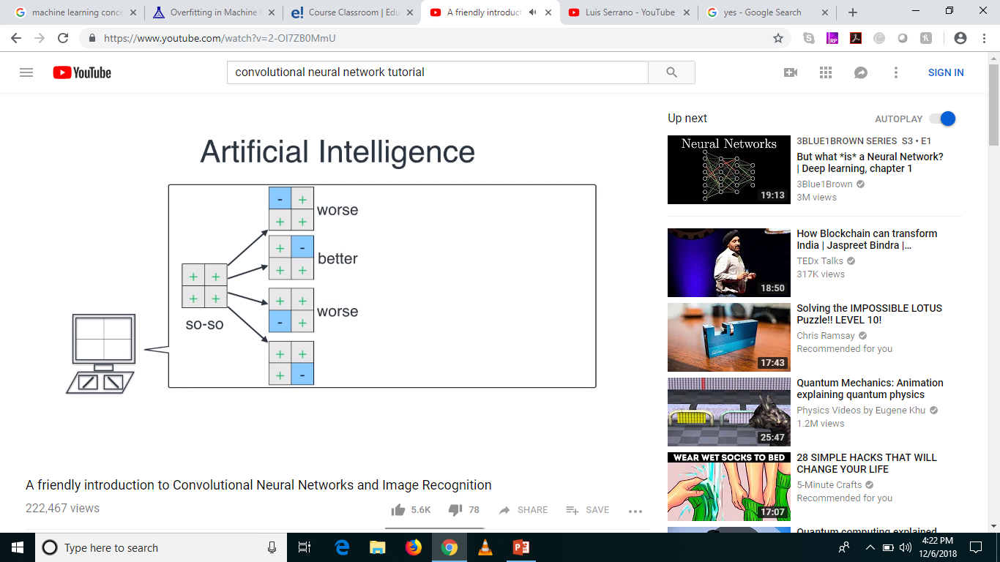 machine learning conce
Overfitting in Machine
Course Classroom | Edu
A friendly introduct
Luis Serrano - YouTube
yes - Google Search
https://www.youtube.com/watch?v=2-OI7ZB0MmU
YouTube
convolutional neural network tutorial
SIGN IN
Artificial Intelligence
- +
+ +
worse
+ -
+ +
better
+ +
+ +
so-so
+ +
- +
worse
+ +
+ -
A friendly introduction to Convolutional Neural Networks and Image Recognition
222,467 views
5.6K
78
SHARE
SAVE
Up next
AUTOPLAY
Neural Networks
19:13
3BLUE1BROWN SERIES S3 • E1
But what *is* a Neural Network?
| Deep learning, chapter 1
3Blue1Brown
3M views
18:50
How Blockchain can transform
India | Jaspreet Bindra |...
TEDx Talks
317K views
17:43
Solving the IMPOSSIBLE LOTUS
Puzzle!! LEVEL 10!
Chris Ramsay
Recommended for you
25:47
Quantum Mechanics: Animation
explaining quantum physics
Physics Videos by Eugene Khu
1.2M views
WEAR WET SOCKS TO BED
17:07
28 SIMPLE HACKS THAT WILL
CHANGE YOUR LIFE
5-Minute Crafts
Recommended for you
Quantum computing explained
Type here to search
4:22 PM
12/6/2018